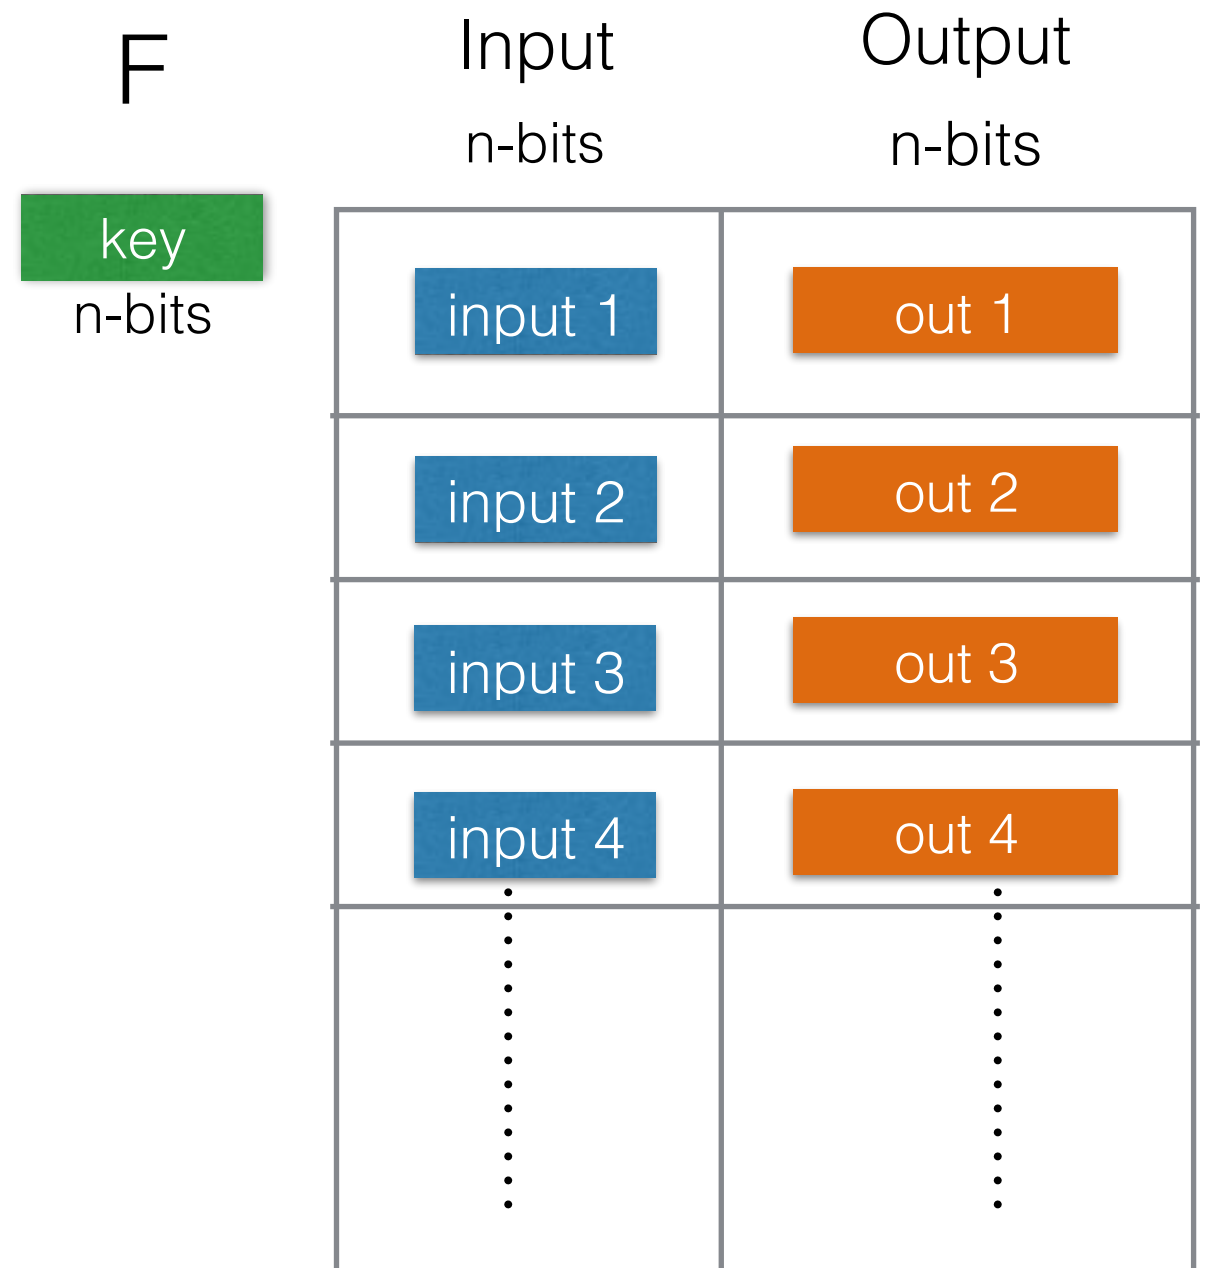 F
Input
Output
n-bits
n-bits
key
n-bits
input 1
out 1
input 2
out 2
input 3
out 3
input 4
out 4